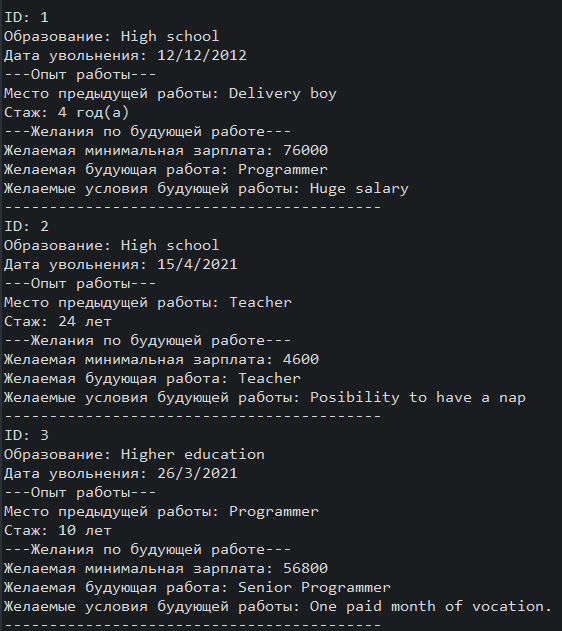 ID: 1
Образование: High school
Дата увольнения: 12/12/2012
---Опыт работы---
Место предыдущей работы: Delivery boy
Стаж: 4 год(а)
---Желания по будующей работе---
Желаемая минимальная зарплата: 76000
Желаемая будующая работа: Programmer
Желаемые условия будующей работы: Huge salary
------------------------------------------
ID: 2
Образование: High school
Дата увольнения: 15/4/2021
---Опыт работы---
Место предыдущей работы: Teacher
Стаж: 24 лет
---Желания по будующей работе---
Желаемая минимальная зарплата: 4600
Желаемая будующая работа: Teacher
Желаемые условия будующей работы: Posibility to have a nap
------------------------------------------
ID: 3
Образование: Higher education
Дата увольнения: 26/3/2021
---Опыт работы---
Место предыдущей работы: Programmer
Стаж: 10 лет
---Желания по будующей работе---
Желаемая минимальная зарплата: 56800
Желаемая будующая работа: Senior Programmer
Желаемые условия будующей работы: One paid month of vocation.
------------------------------------------